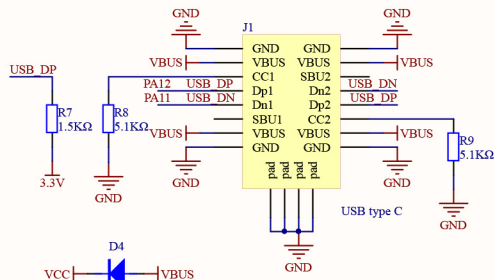 GND
GND
J1
GND
GND
VBUS
VBUS
VBUS
VBUS
USB_DP
CC1
SBU2
PA12
USB_DP
Dp1
Dn2
USB_DN
PA11
USB_DN
Dn1
Dp2
USB_DP
R7
1.5KΩ
R8
5.1KΩ
SBU1
CC2
VBUS
VBUS
VBUS
VBUS
GND
GND
R9
5.1KΩ
pad
pad
pad
pad
3.3V
GND
GND
GND
GND
USB type C
GND
D4
VCC
VBUS